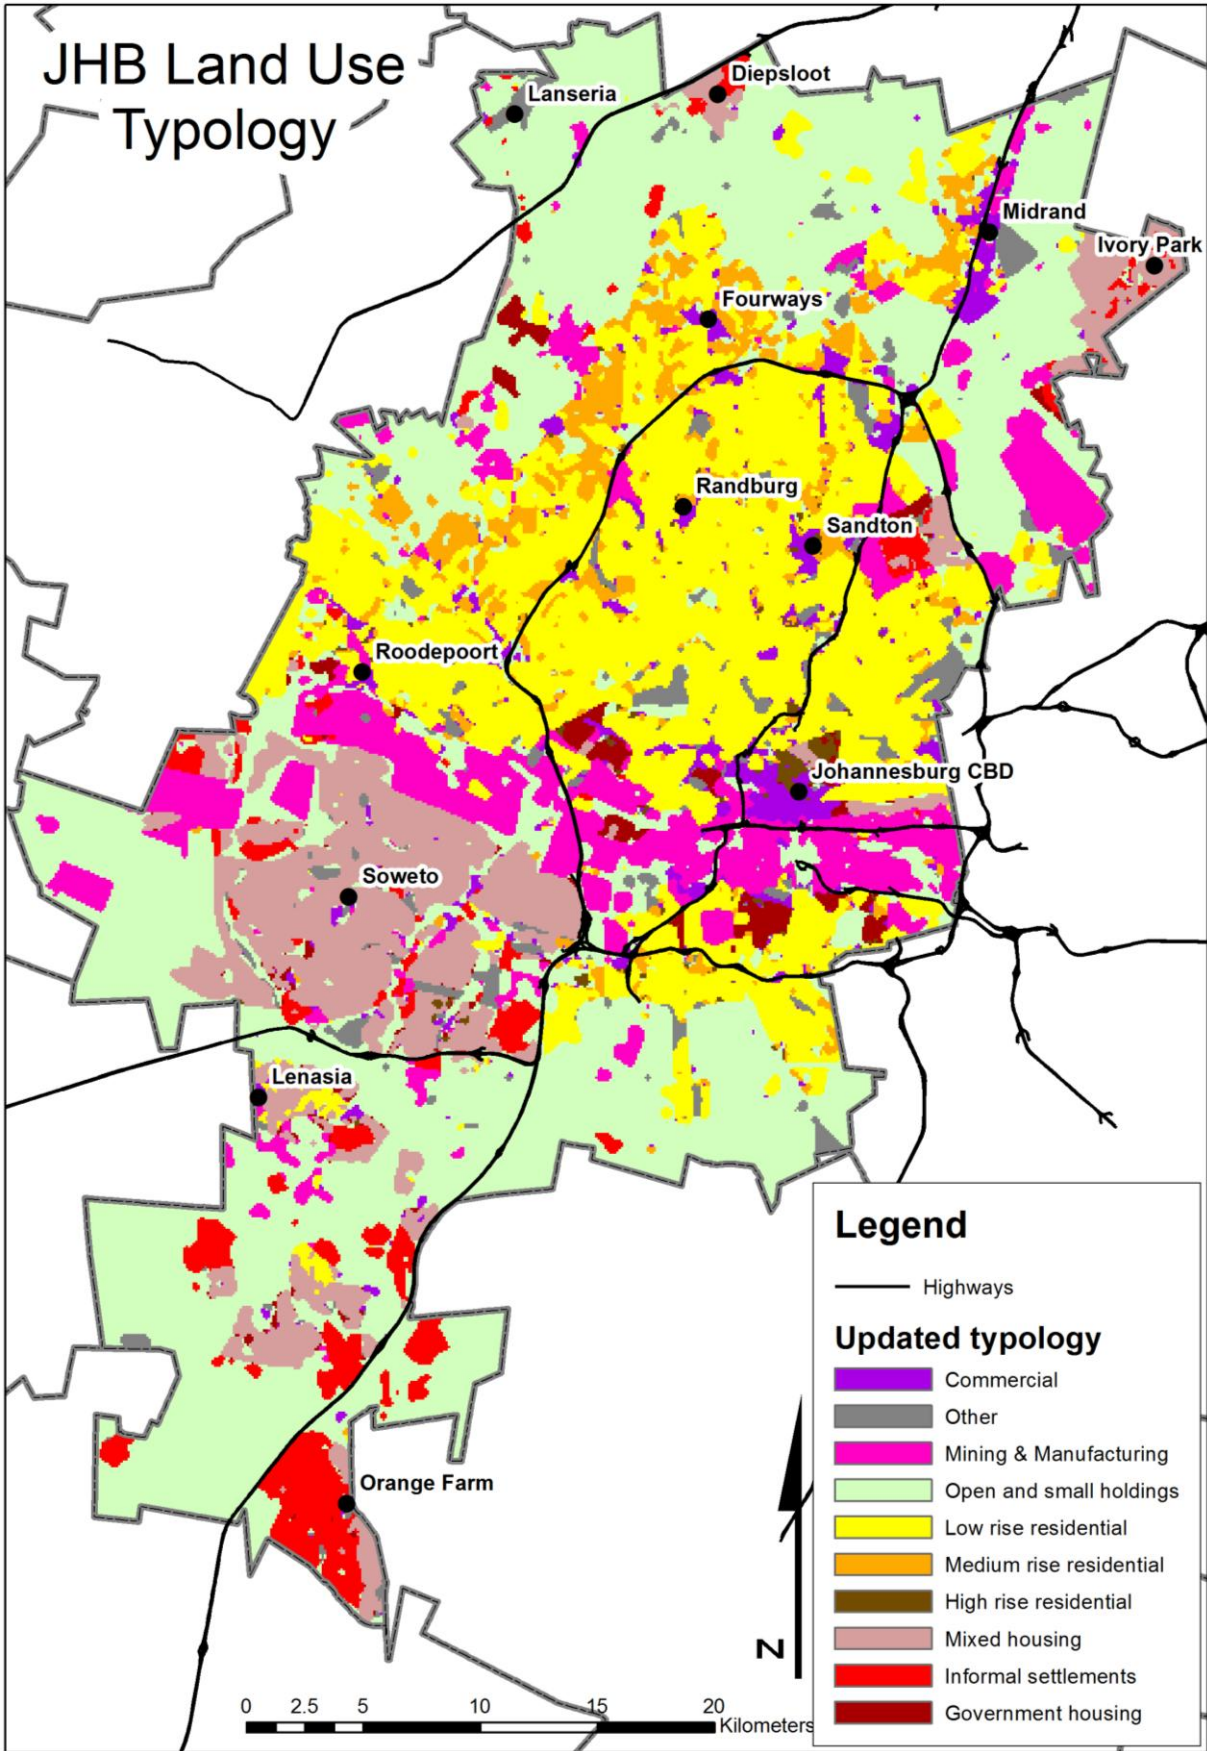 JHB Land Use
Typology
Diepsloot
Lanseria
Midrand
Ivory Park
Fourways
Randburg
Sandton
Roodepoort
Johannesburg CBD
Soweto
Lenasia
Orange Farm
Legend
Highways
Updated typology
Commercial
Other
Mining & Manufacturing
Open and small holdings
Low rise residential
Medium rise residential
High rise residential
Mixed housing
Informal settlements
Government housing
N
0 2.5 5 10 15 20
Kilometers